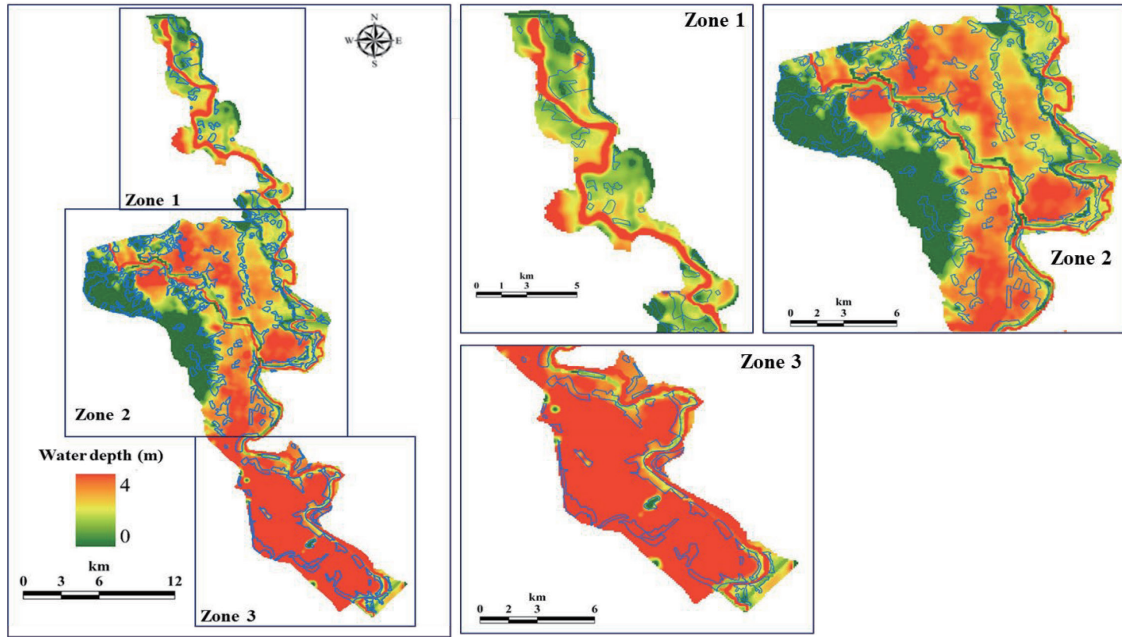 N
W E
S
Zone 1
Zone 2
Water depth (m)
4
0
km
0 3 6 12
Zone 3
Zone 1
km
0 1 3 5
Zone 2
km
0 2 3 6
Zone 3
km
0 2 3 6